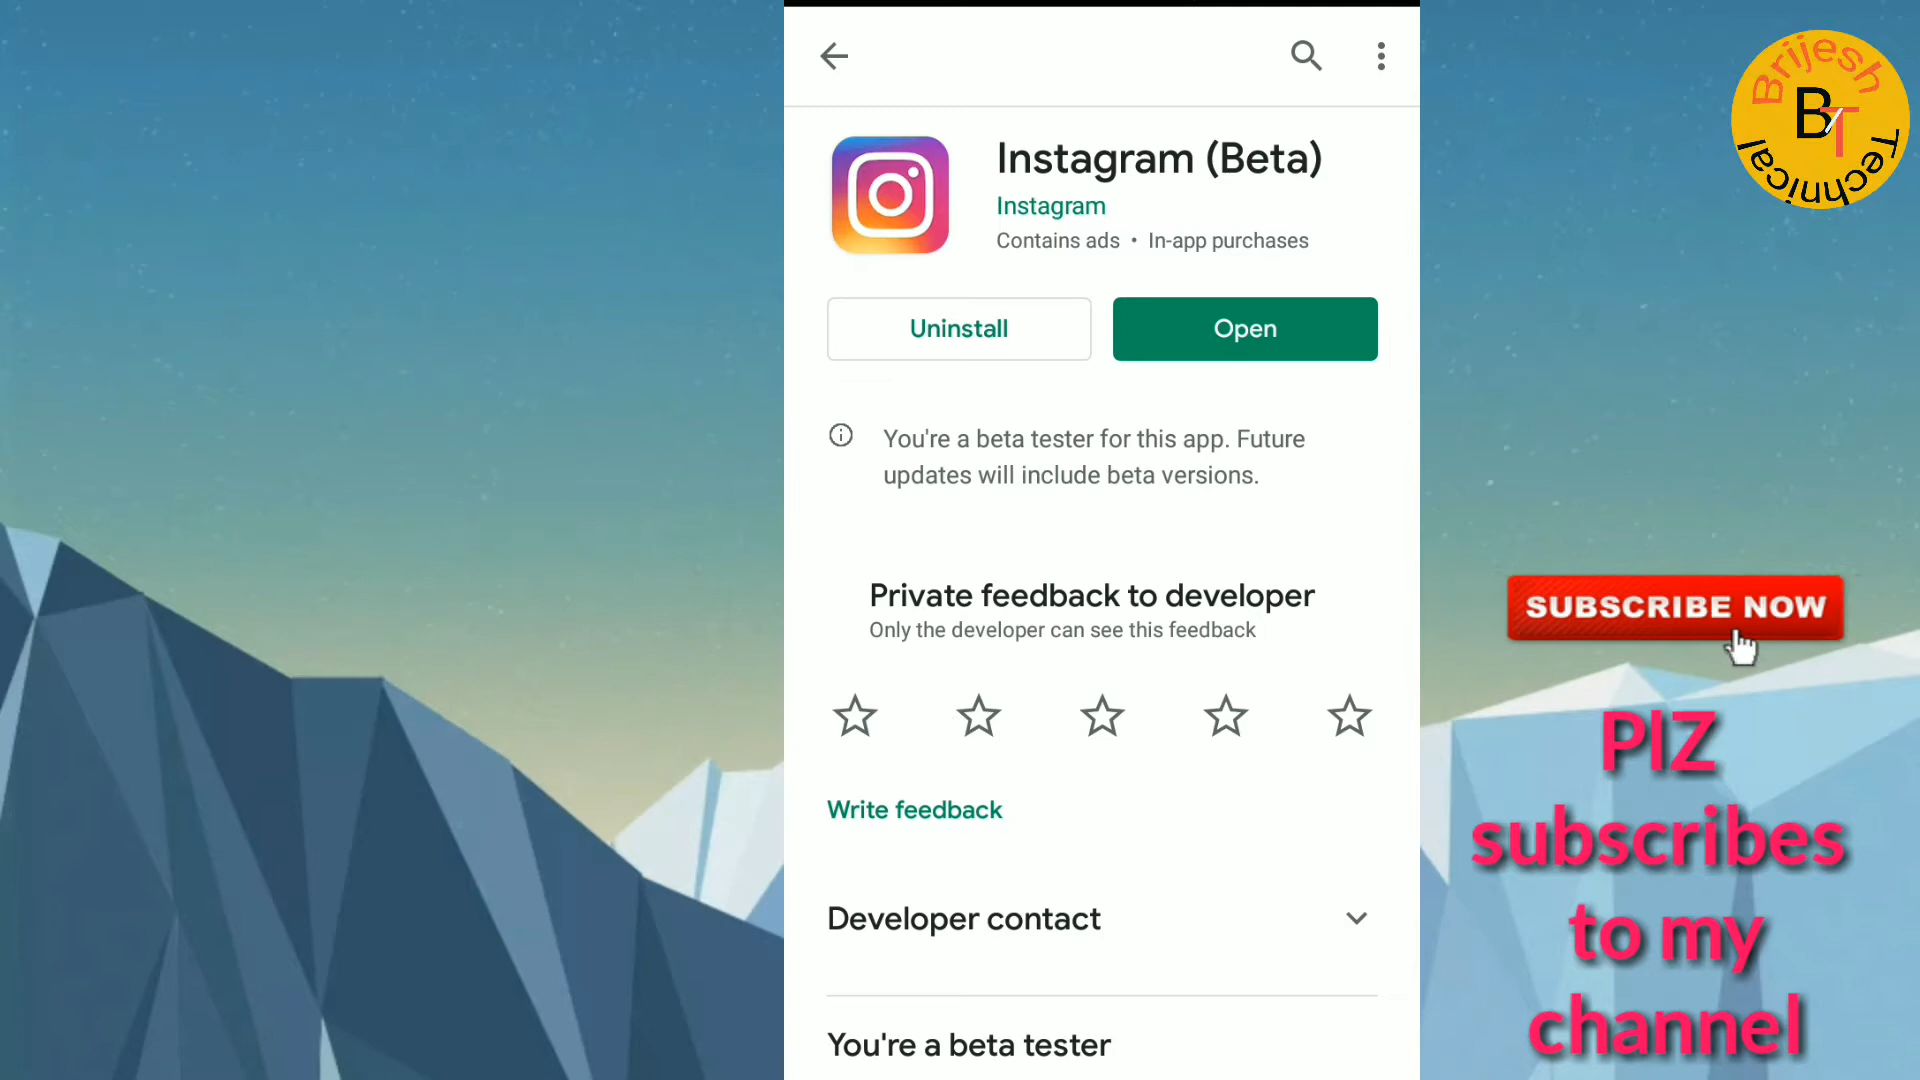 Instagram (Beta)
Instagram
Contains ads • In-app purchases
Uninstall
Open
You're a beta tester for this app. Future
updates will include beta versions.
Private feedback to developer
Only the developer can see this feedback
Write feedback
Developer contact
You're a beta tester
Brijesh
BT
Technical
SUBSCRIBE NOW
PlZ
subscribes
to my
channel